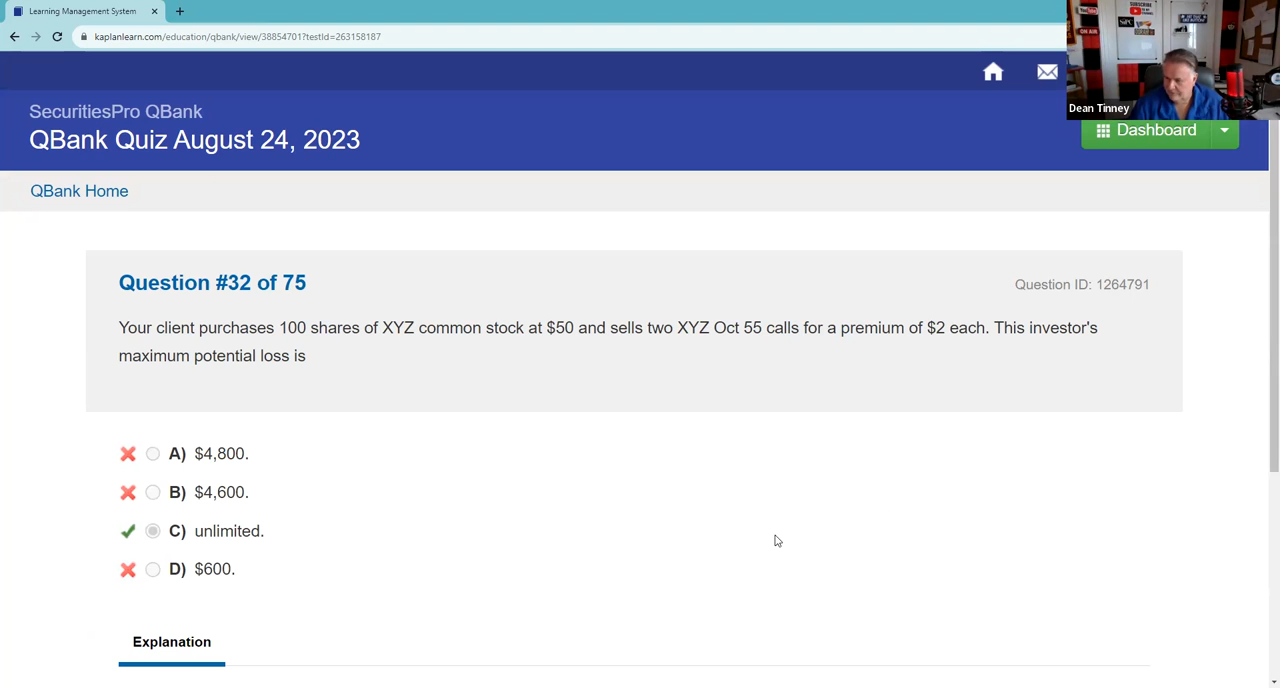 Learning Management System
kaplanlearn.com/education/qbank/view/38854701?testId=263158187
Dean Tinney
SecuritiesPro QBank
QBank Quiz August 24, 2023
Dashboard
QBank Home
Question #32 of 75
Question ID: 1264791
Your client purchases 100 shares of XYZ common stock at $50 and sells two XYZ Oct 55 calls for a premium of $2 each. This investor's
maximum potential loss is
A) $4,800.
B) $4,600.
C) unlimited.
D) $600.
Explanation